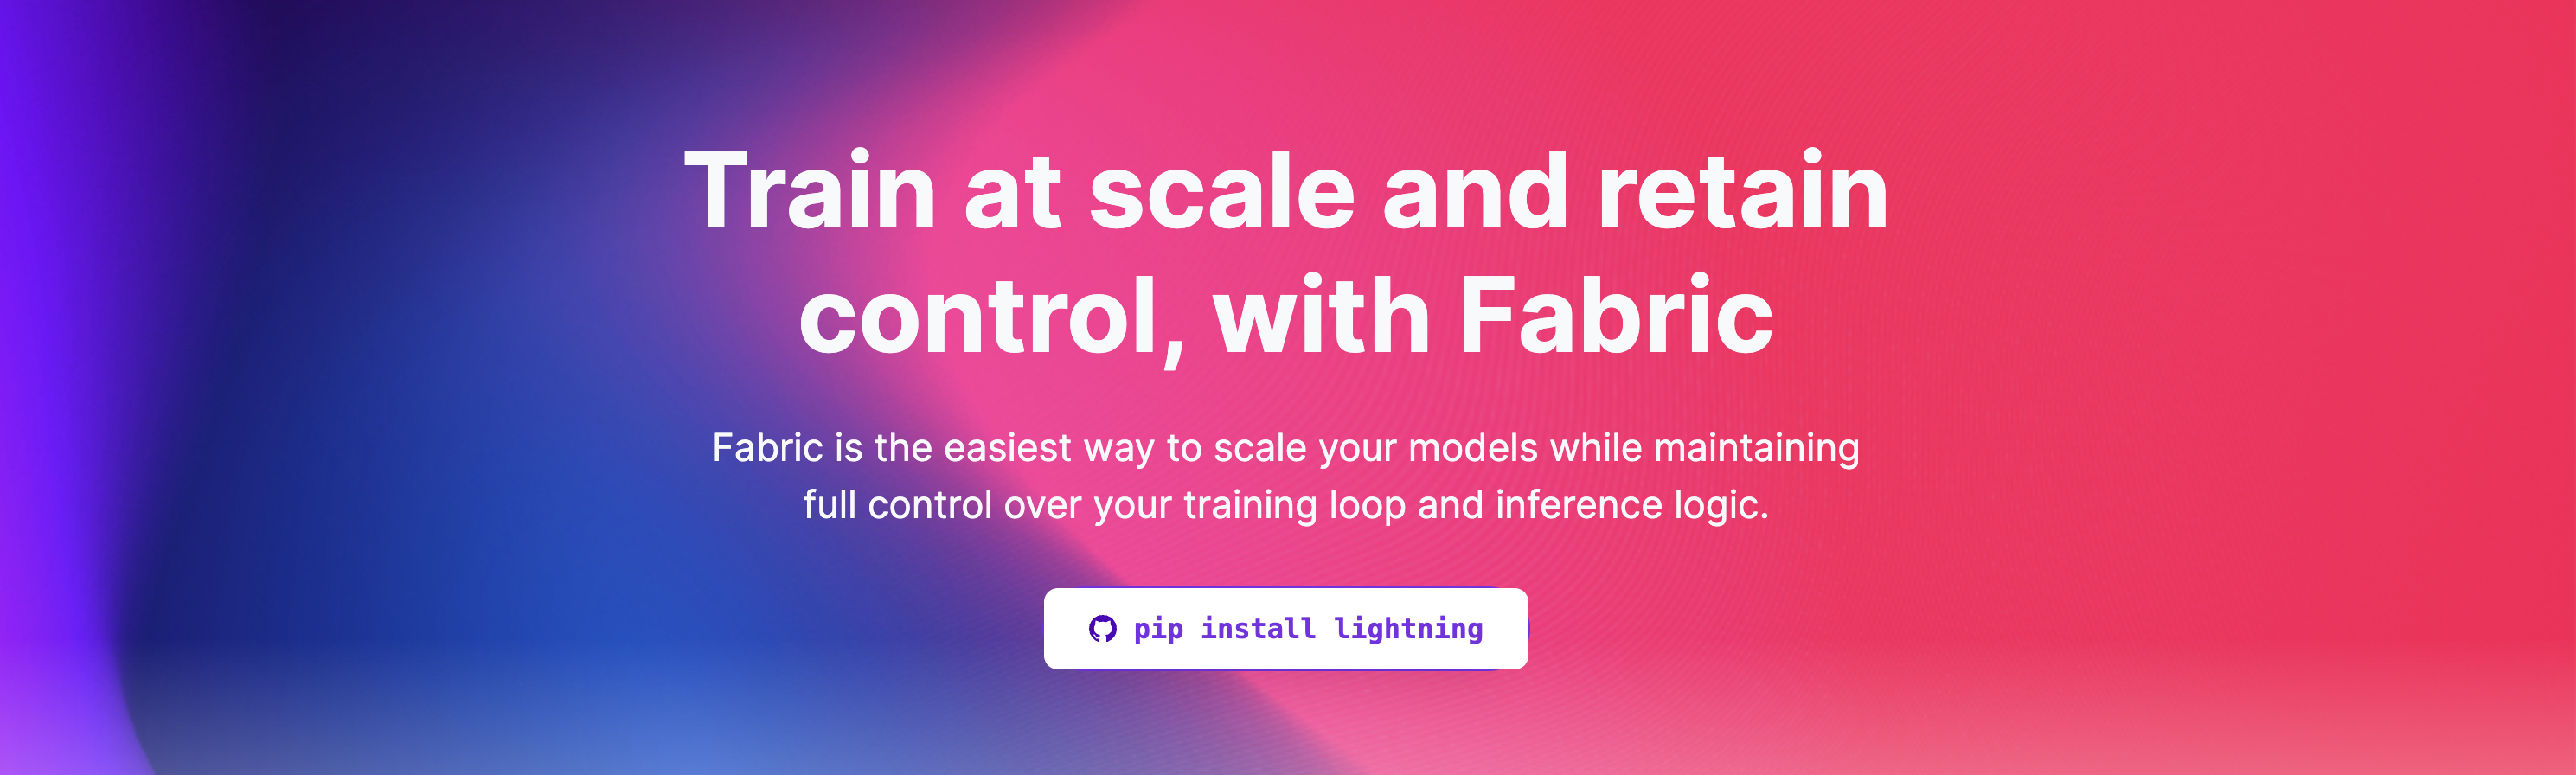 Train at scale and retain
control, with Fabric
Fabric is the easiest way to scale your models while maintaining
full control over your training loop and inference logic.
pip install lightning